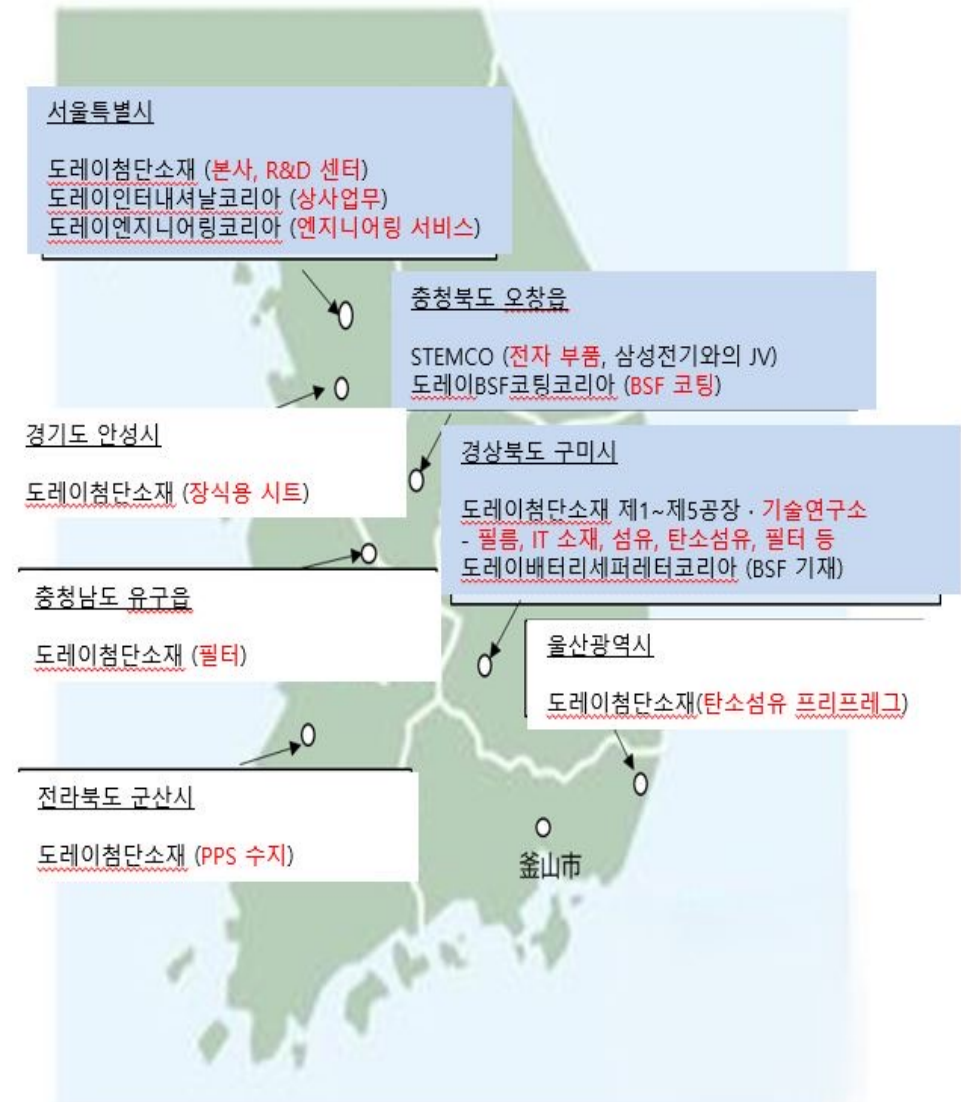 서울특별시
도레이첨단소재 (본사, R&D 센터)
도레이인터내셔날코리아 (상사업무)
도레이엔지니어링코리아 (엔지니어링 서비스)
충청북도 오창읍
STEMCO (전자 부품, 삼성전기와의 JV)
도레이BSF코팅코리아 (BSF 코팅)
경기도 안성시
도레이첨단소재 (장식용 시트)
경상북도 구미시
도레이첨단소재 제1~제5공장 · 기술연구소
- 필름, IT 소재, 섬유, 탄소섬유, 필터 등
도레이배터리세퍼레터코리아 (BSF 기재)
충청남도 유구읍
도레이첨단소재 (필터)
울산광역시
도레이첨단소재(탄소섬유 프리프레그)
전라북도 군산시
도레이첨단소재 (PPS 수지)
釜山市